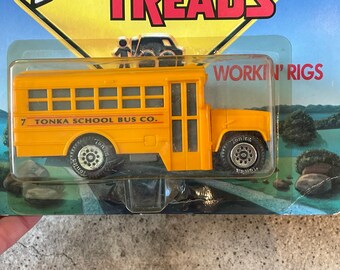 TREADS
WORKIN' RIGS
7 TONKA SCHOOL BUS CO.